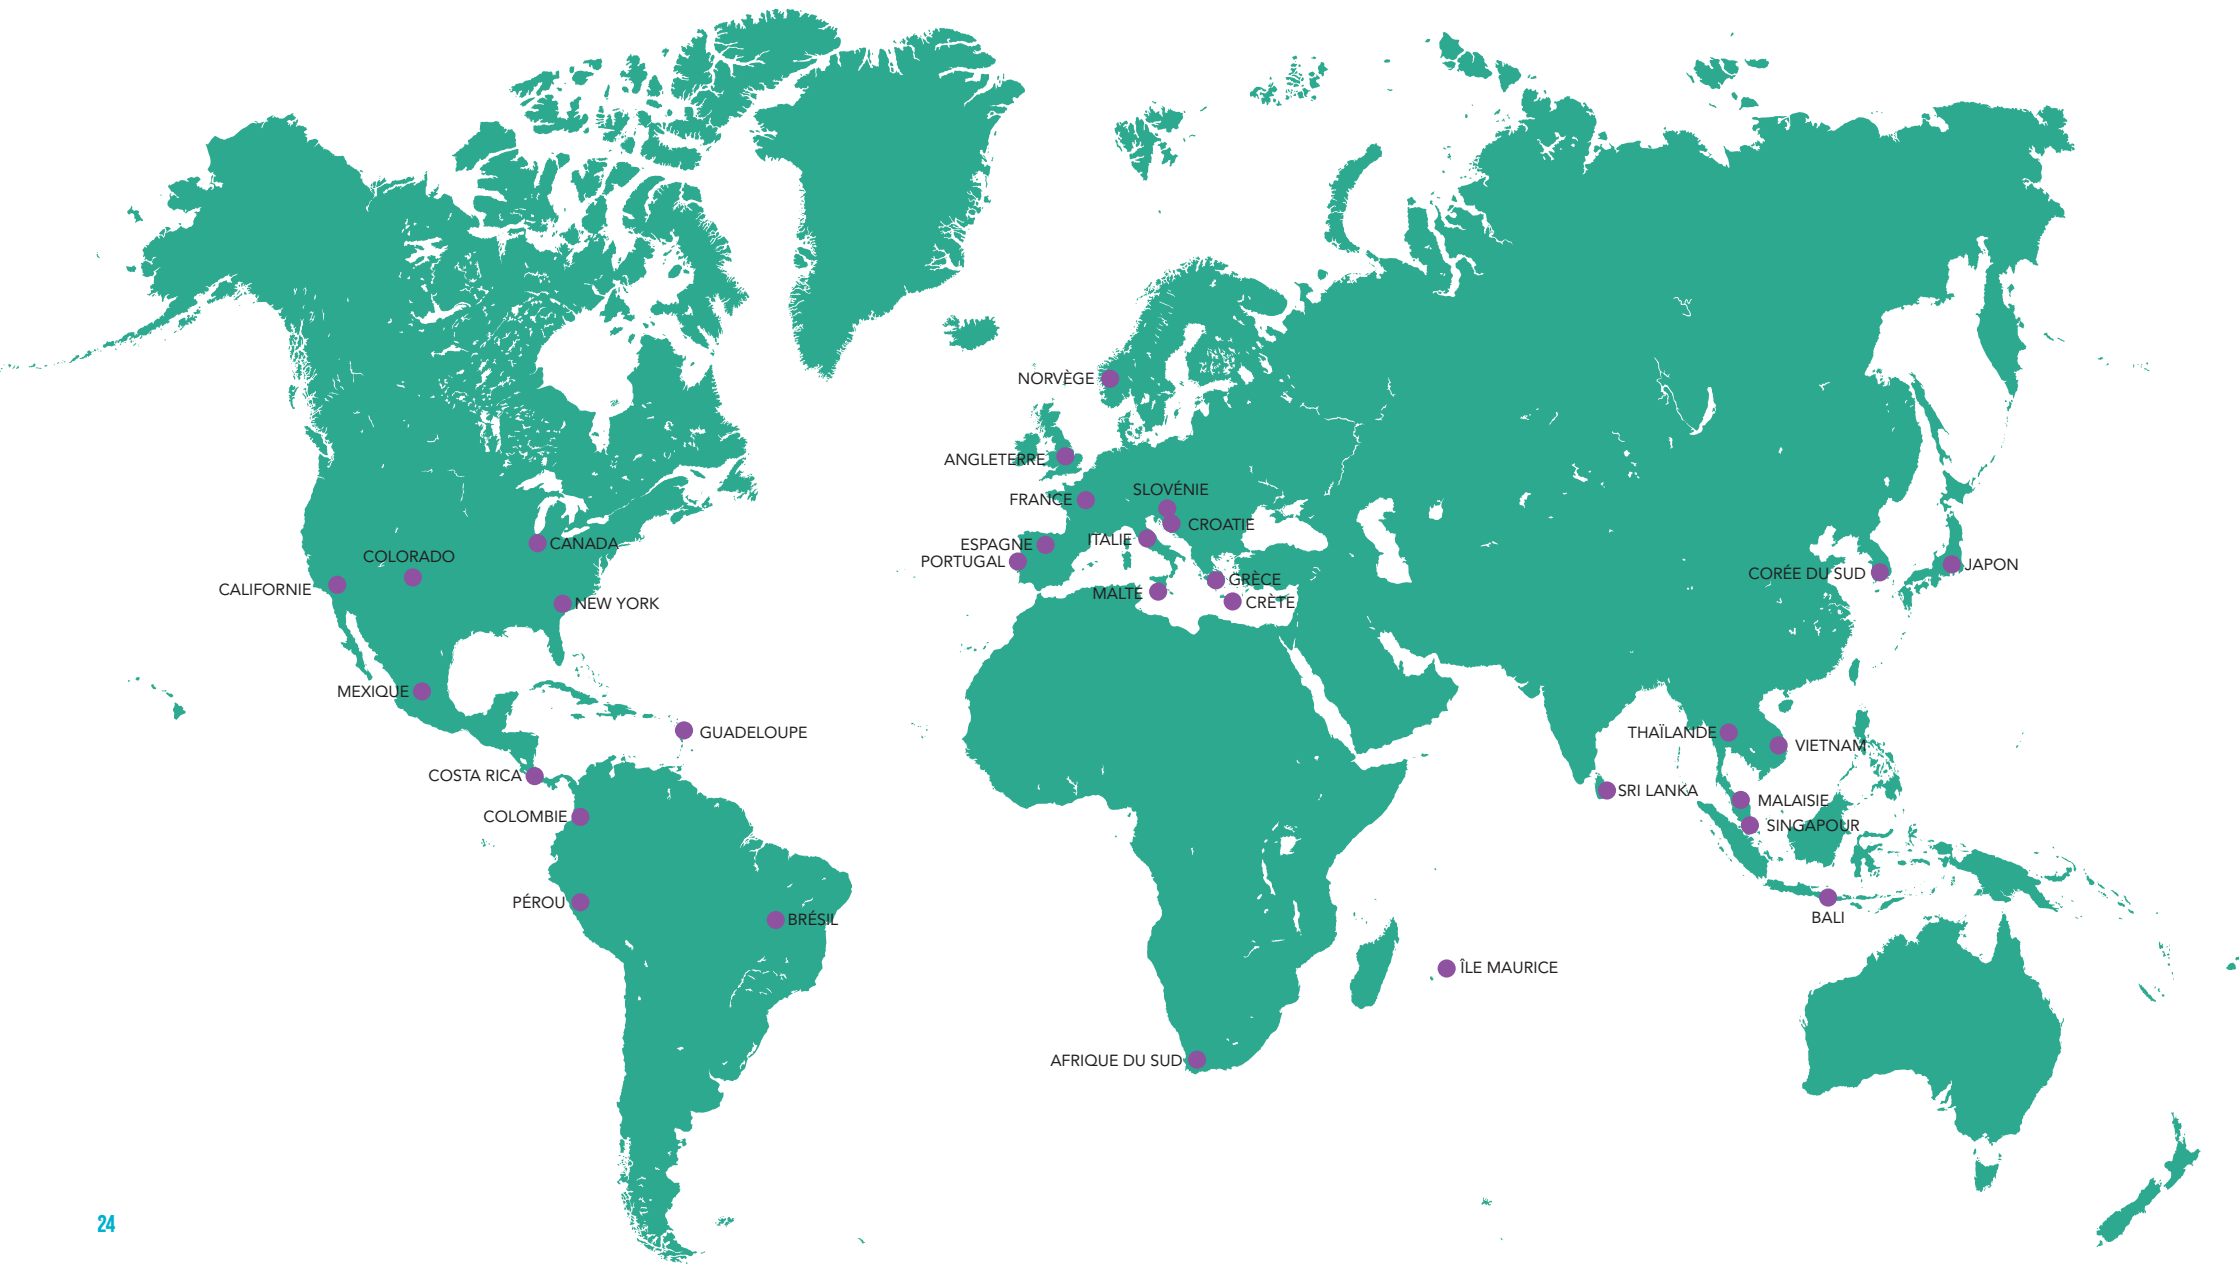 NORVÈGE
ANGLETERRE
SLOVÉNIE
FRANCE
CROATIE
ITALIE
CANADA
ESPAGNE
COLORADO
PORTUGAL
JAPON
CORÉE DU SUD
GRÈCE
CALIFORNIE
MALTE
NEW YORK
CRÈTE
MEXIQUE
GUADELOUPE
THAÏLANDE
VIETNAM
COSTA RICA
SRI LANKA
MALAISIE
COLOMBIE
SINGAPOUR
PÉROU
BRÉSIL
BALI
ÎLE MAURICE
AFRIQUE DU SUD
24